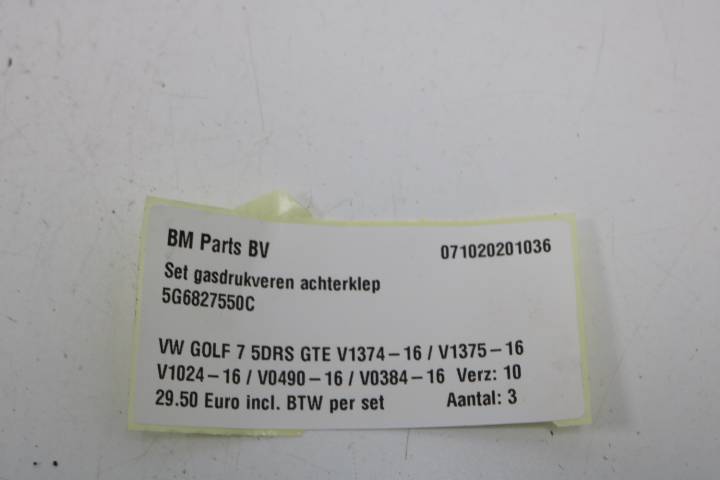 BM Parts BV 071020201036
Set gasdrukveren achterklep
5G6827550C
VW GOLF 7 5DRS GTE V1374-16 / V1375-16
V1024-16 / V0490-16 / V0384-16 Verz: 10
29.50 Euro incl. BTW per set Aantal: 3